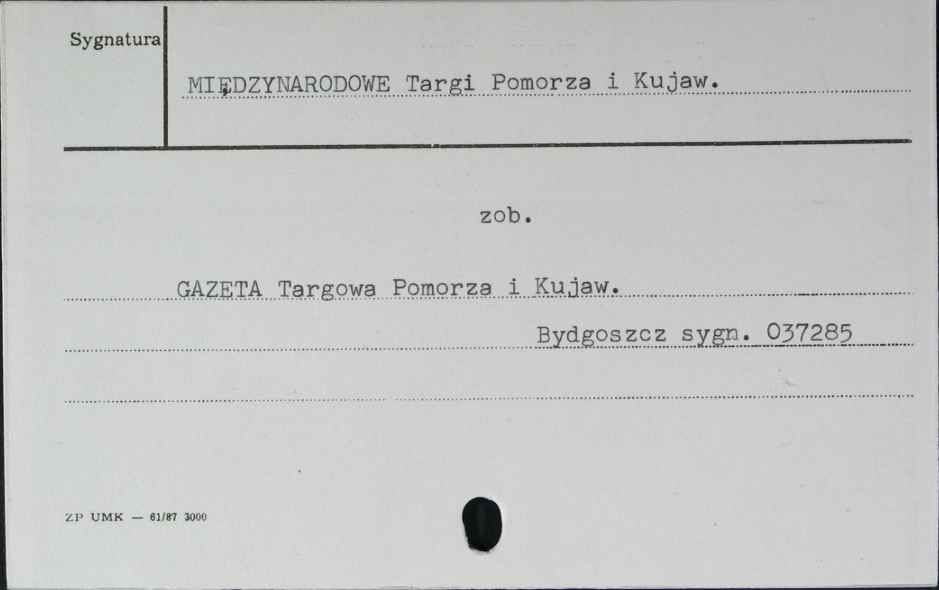 Sygnatura
MIĘDZYNARODOWE Targi Pomorza i Kujaw.
zob.
GAZETA Targowa Pomorza i Kujaw.
Bydgoszcz sygn. 037285
ZP UMK — 61/87 3000